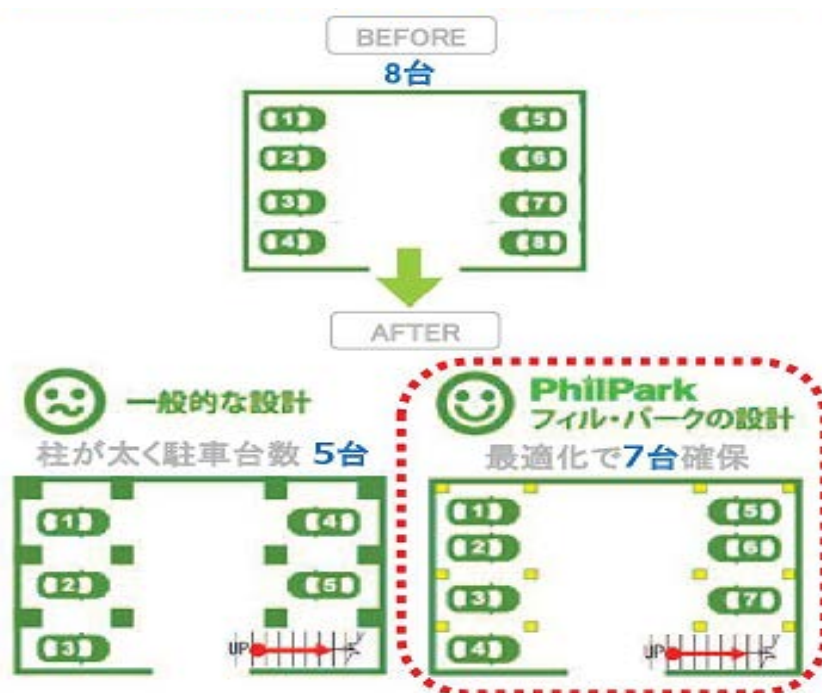 BEFORE
8台
1
5
2
6
3
7
4
8
AFTER
一般的な設計
柱が太く駐車台数 5台
1
4
2
5
3
UP
PhilPark
フィル・パークの設計
最適化で7台確保
1
5
2
6
3
7
4
UP